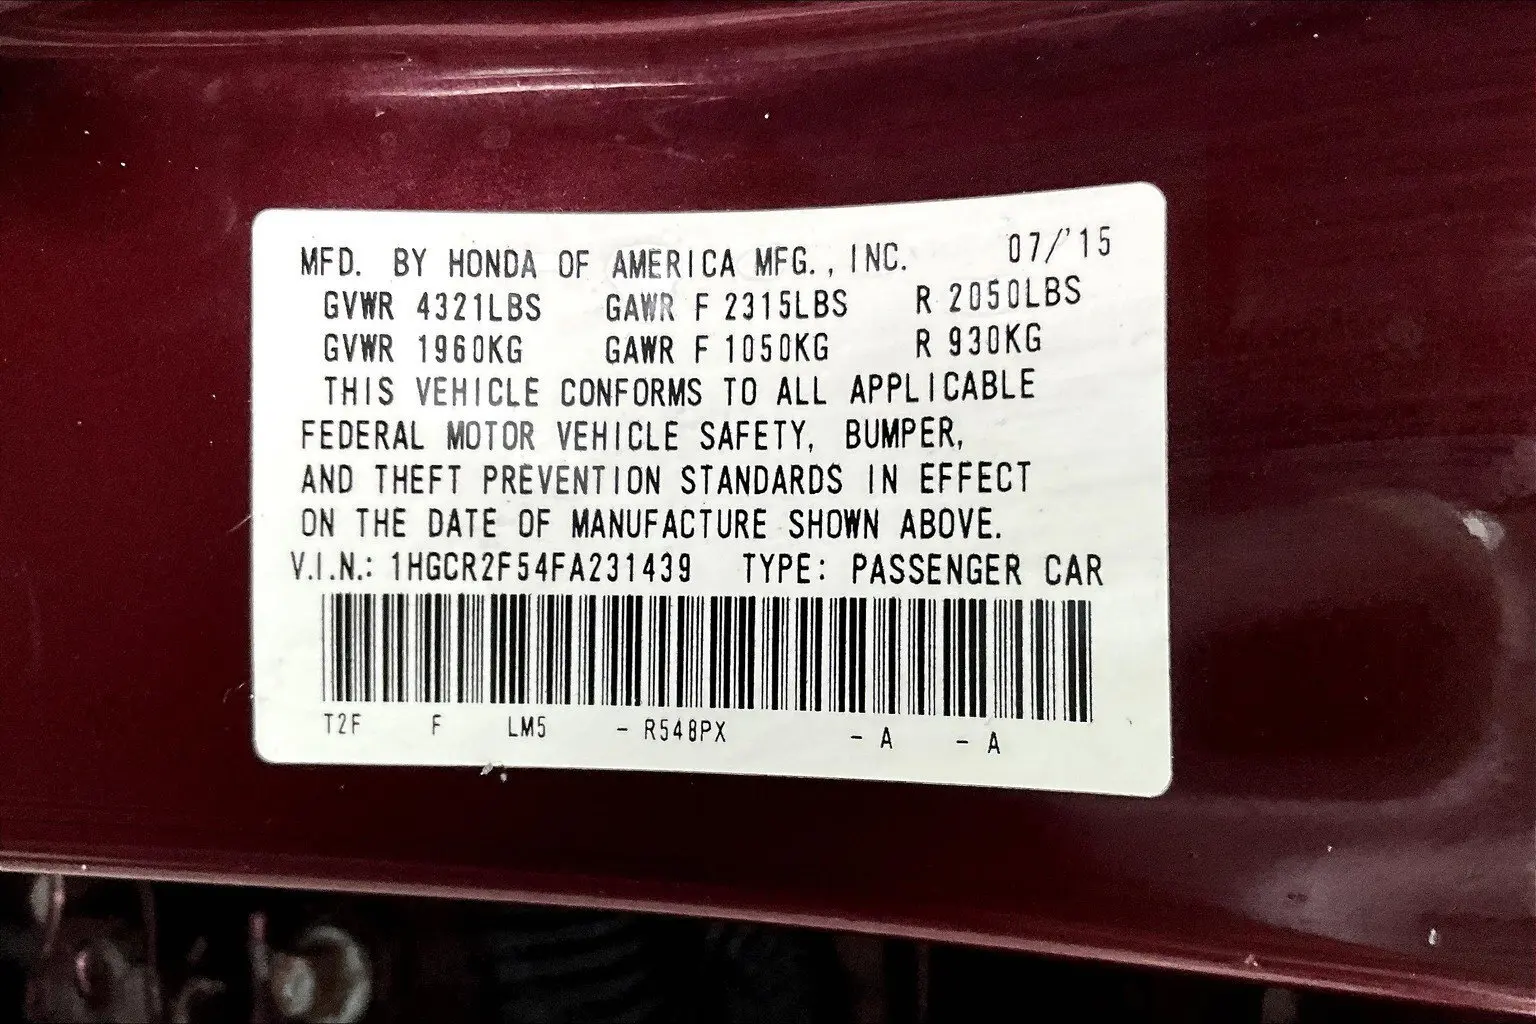 MFD. BY HONDA OF AMERICA MFG., INC. 07/'15
GVWR 4321LBS GAWR F 2315LBS R 2050LBS
GVWR 1960KG GAWR F 1050KG R 930KG
THIS VEHICLE CONFORMS TO ALL APPLICABLE
FEDERAL MOTOR VEHICLE SAFETY, BUMPER,
AND THEFT PREVENTION STANDARDS IN EFFECT
ON THE DATE OF MANUFACTURE SHOWN ABOVE.
V.I.N.: 1HGCR2F54FA231439 TYPE: PASSENGER CAR
T2F F LM5 - R548PX - A - A